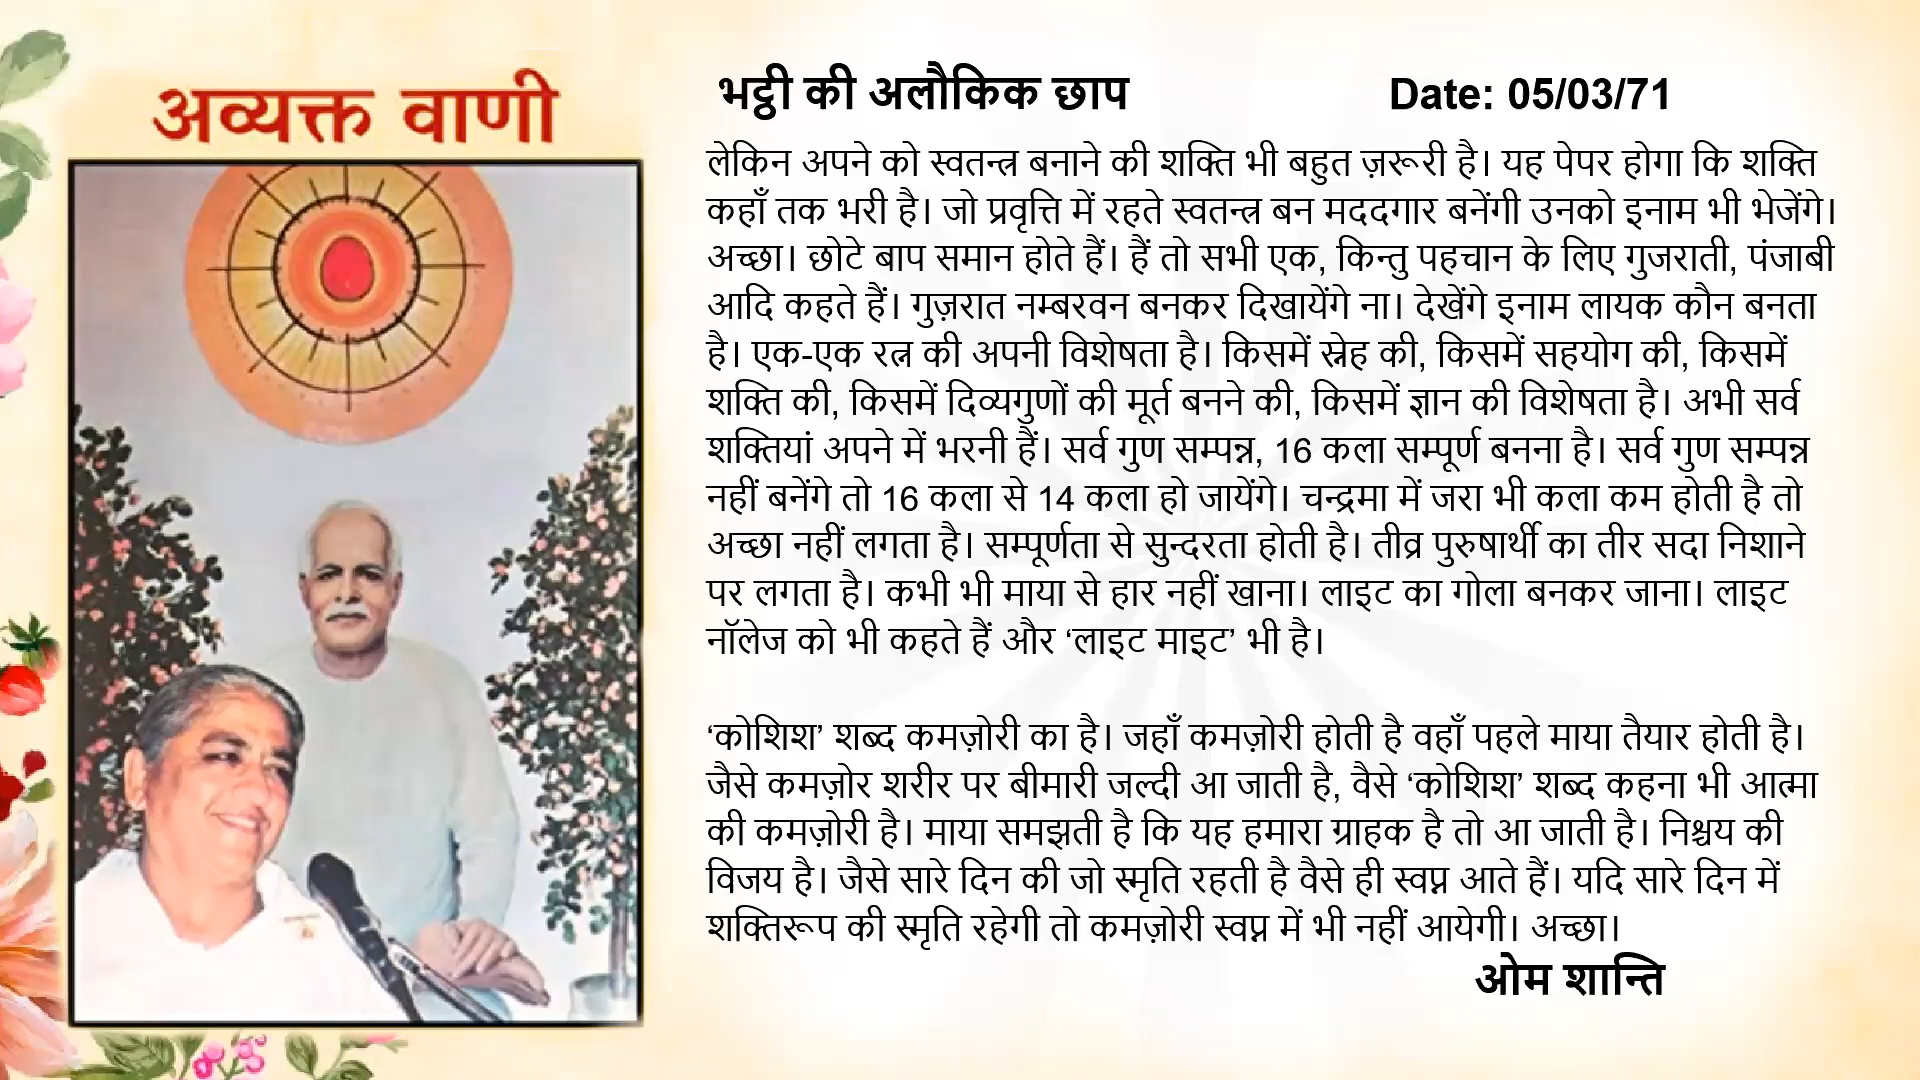 अव्यक्त वाणी
भट्ठी की अलौकिक छाप Date: 05/03/71
लेकिन अपने को स्वतन्त्र बनाने की शक्ति भी बहुत ज़रूरी है। यह पेपर होगा कि शक्ति
कहाँ तक भरी है। जो प्रवृत्ति में रहते स्वतन्त्र बन मददगार बनेंगी उनको इनाम भी भेजेंगे।
अच्छा। छोटे बाप समान होते हैं। हैं तो सभी एक, किन्तु पहचान के लिए गुजराती, पंजाबी
आदि कहते हैं। गुज़रात नम्बरवन बनकर दिखायेंगे ना। देखेंगे इनाम लायक कौन बनता
है। एक-एक रत्न की अपनी विशेषता है। किसमें स्नेह की, किसमें सहयोग की, किसमें
शक्ति की, किसमें दिव्यगुणों की मूर्त बनने की, किसमें ज्ञान की विशेषता है। अभी सर्व
शक्तियां अपने में भरनी हैं। सर्व गुण सम्पन्न, 16 कला सम्पूर्ण बनना है। सर्व गुण सम्पन्न
नहीं बनेंगे तो 16 कला से 14 कला हो जायेंगे। चन्द्रमा में जरा भी कला कम होती है तो
अच्छा नहीं लगता है। सम्पूर्णता से सुन्दरता होती है। तीव्र पुरुषार्थी का तीर सदा निशाने
पर लगता है। कभी भी माया से हार नहीं खाना। लाइट का गोला बनकर जाना। लाइट
नॉलेज को भी कहते हैं और ‘लाइट माइट’ भी है।
‘कोशिश’ शब्द कमज़ोरी का है। जहाँ कमज़ोरी होती है वहाँ पहले माया तैयार होती है।
जैसे कमज़ोर शरीर पर बीमारी जल्दी आ जाती है, वैसे ‘कोशिश’ शब्द कहना भी आत्मा
की कमज़ोरी है। माया समझती है कि यह हमारा ग्राहक है तो आ जाती है। निश्चय की
विजय है। जैसे सारे दिन की जो स्मृति रहती है वैसे ही स्वप्न आते हैं। यदि सारे दिन में
शक्तिरूप की स्मृति रहेगी तो कमज़ोरी स्वप्न में भी नहीं आयेगी। अच्छा।
ओम शान्ति